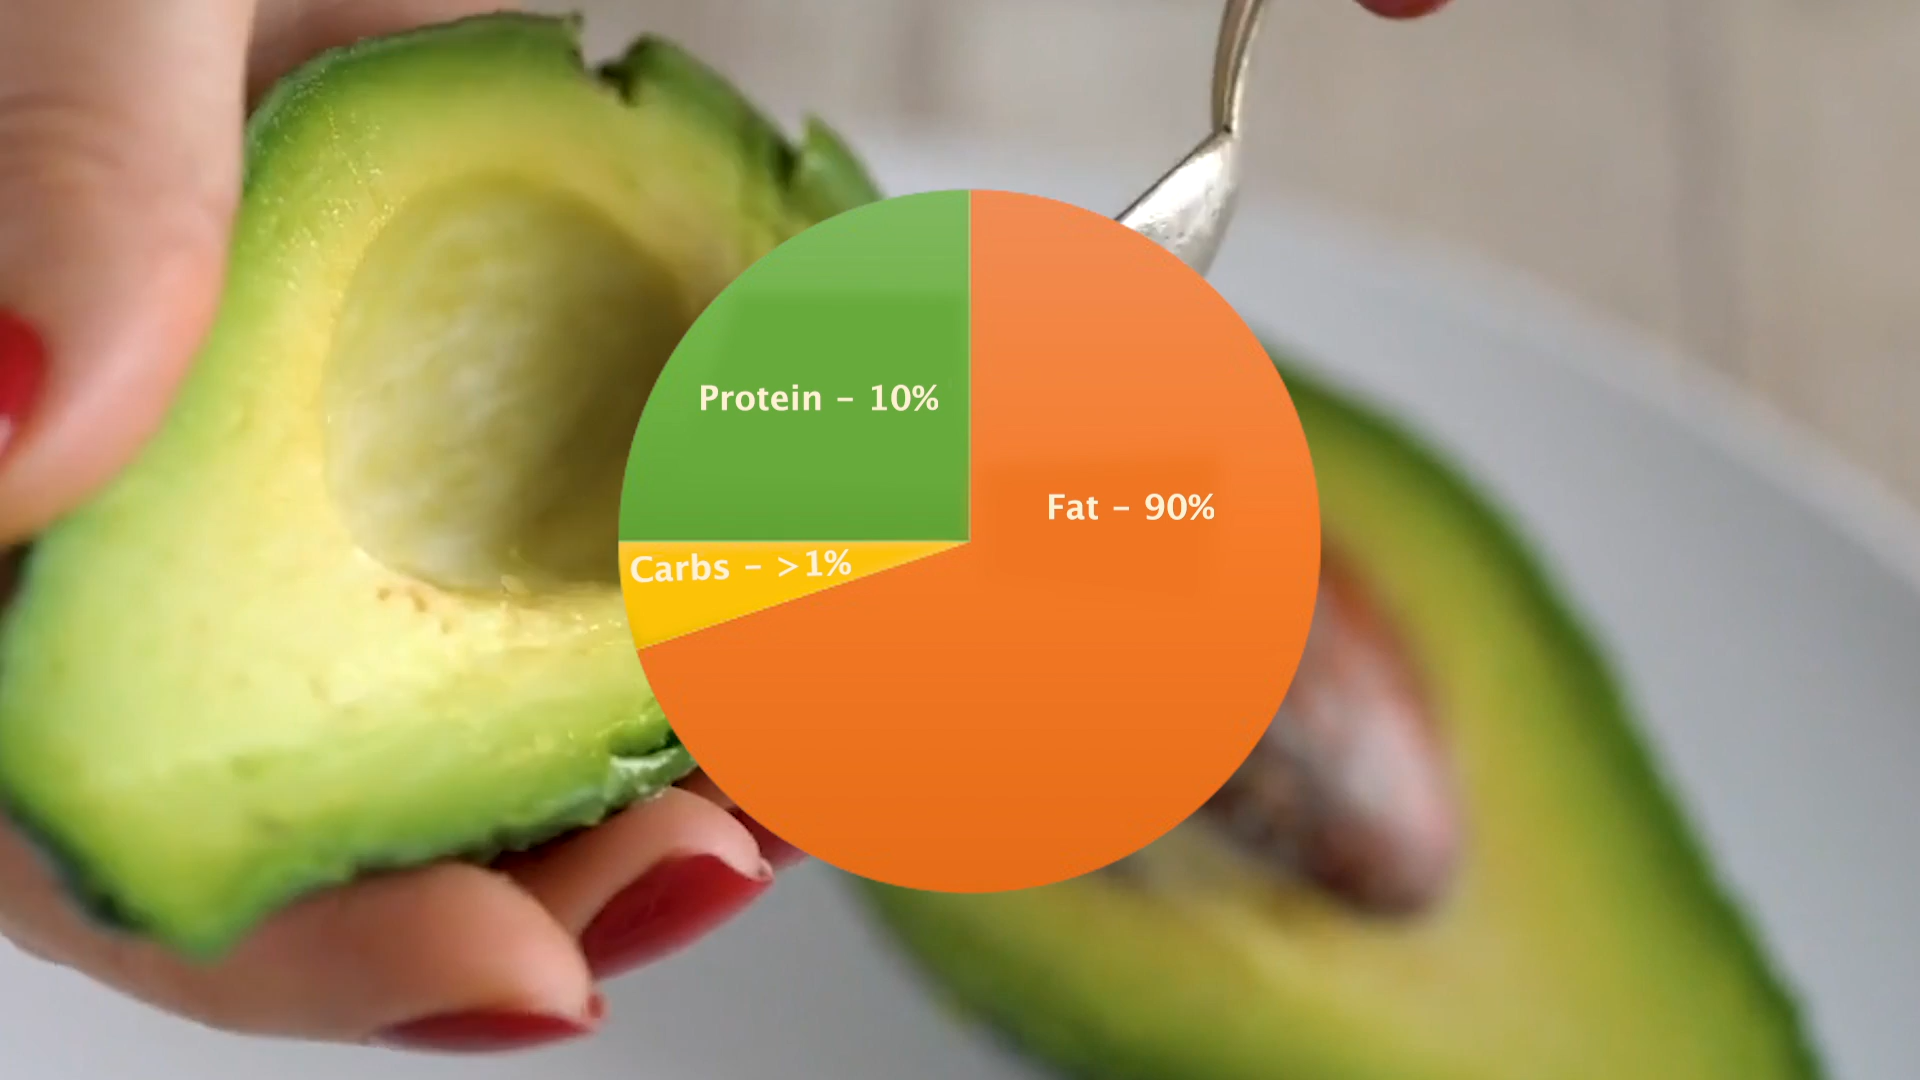 Protein – 10%
Fat – 90%
Carbs – >1%